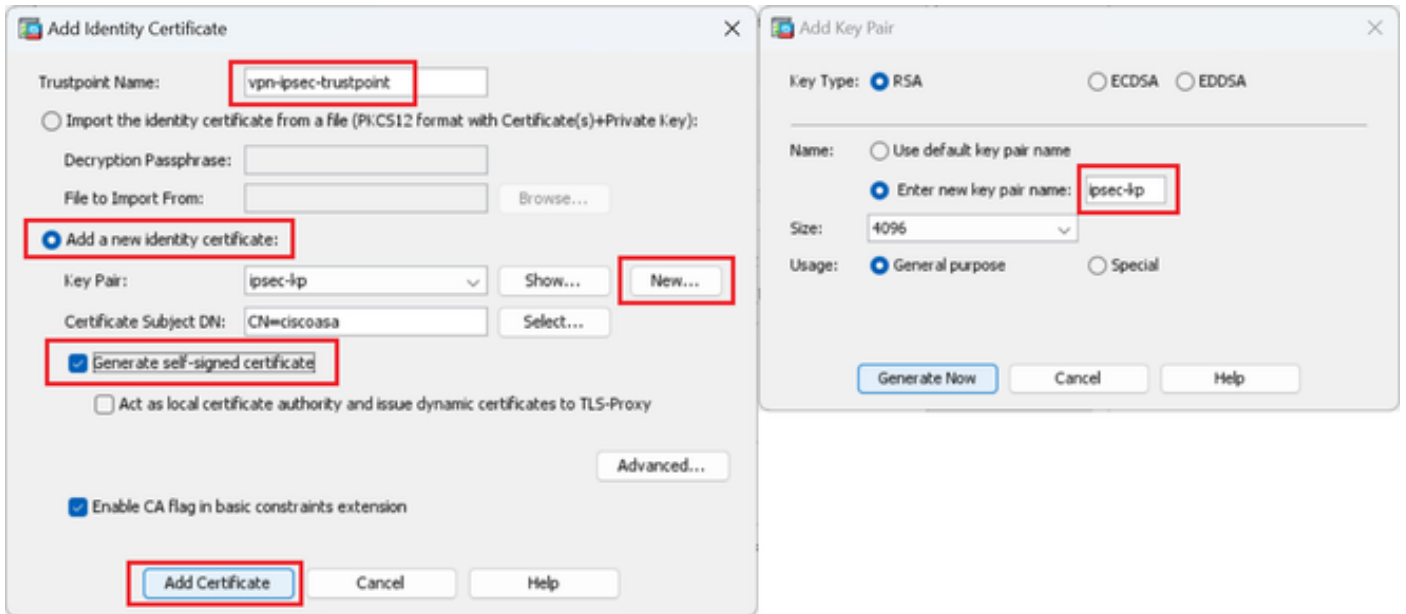 Add Identity Certificate
Trustpoint Name: vpn-ipsec-trustpoint
Import the identity certificate from a file (PKCS12 format with Certificate(s)+Private Key):
Decryption Passphrase:
File to Import From: Browse...
Add a new identity certificate:
Key Pair: ipsec-kp Show... New...
Certificate Subject DN: CN=ciscoasa Select...
Generate self-signed certificate
Act as local certificate authority and issue dynamic certificates to TLS-Proxy
Advanced...
Enable CA flag in basic constraints extension
Add Certificate Cancel Help
Add Key Pair
Key Type: RSA ECDSA EDDSA
Name: Use default key pair name
Enter new key pair name: ipsec-kp
Size: 4096
Usage: General purpose Special
Generate Now Cancel Help